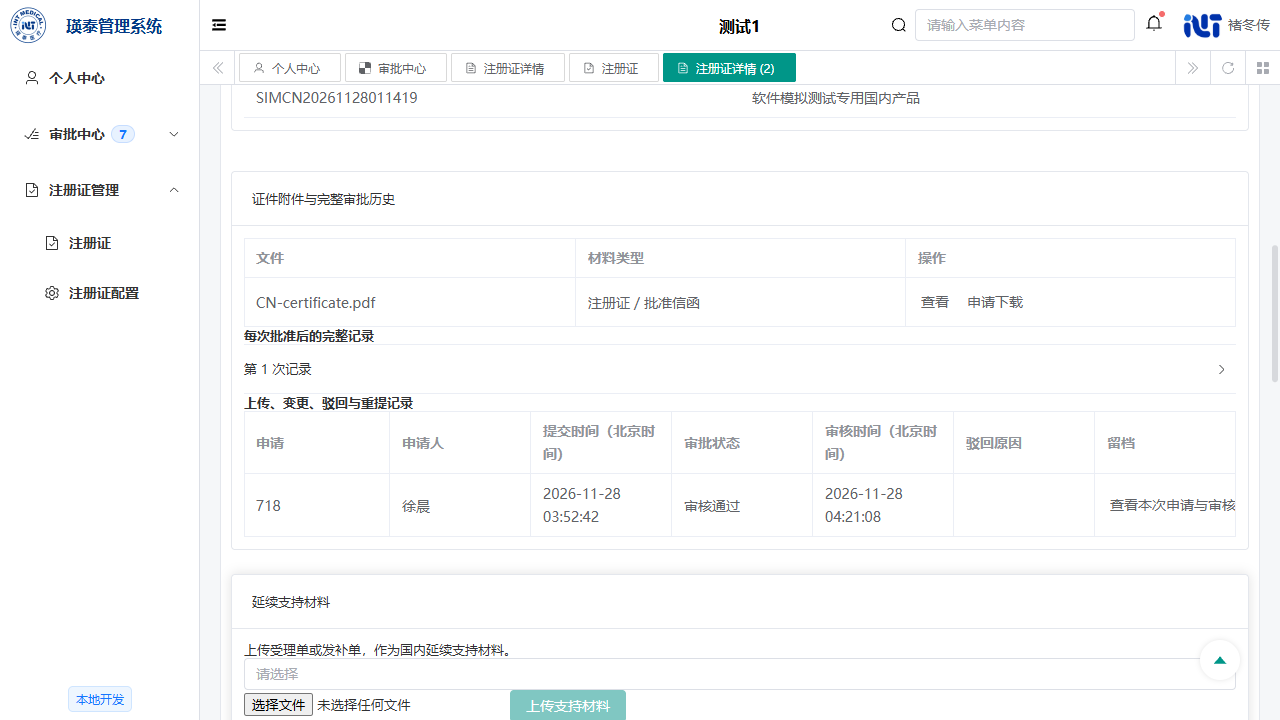 瑛泰管理系统
测试1
请输入菜单内容
褚冬传
个人中心
审批中心
注册证详情
注册证
注册证详情 (2)
个人中心
审批中心 7
注册证管理
注册证
注册证配置
本地开发
SIMCN20261128011419 软件模拟测试专用国内产品
证件附件与完整审批历史
文件 材料类型 操作
CN-certificate.pdf 注册证 / 批准信函 查看 申请下载
每次批准后的完整记录
第 1 次记录
上传、变更、驳回与重提记录
申请 申请人 提交时间（北京时间） 审批状态 审核时间（北京时间） 驳回原因 留档
718 徐晨 2026-11-28 03:52:42 审核通过 2026-11-28 04:21:08 查看本次申请与审核
延续支持材料
上传受理单或发补单，作为国内延续支持材料。
请选择
选择文件 未选择任何文件 上传支持材料